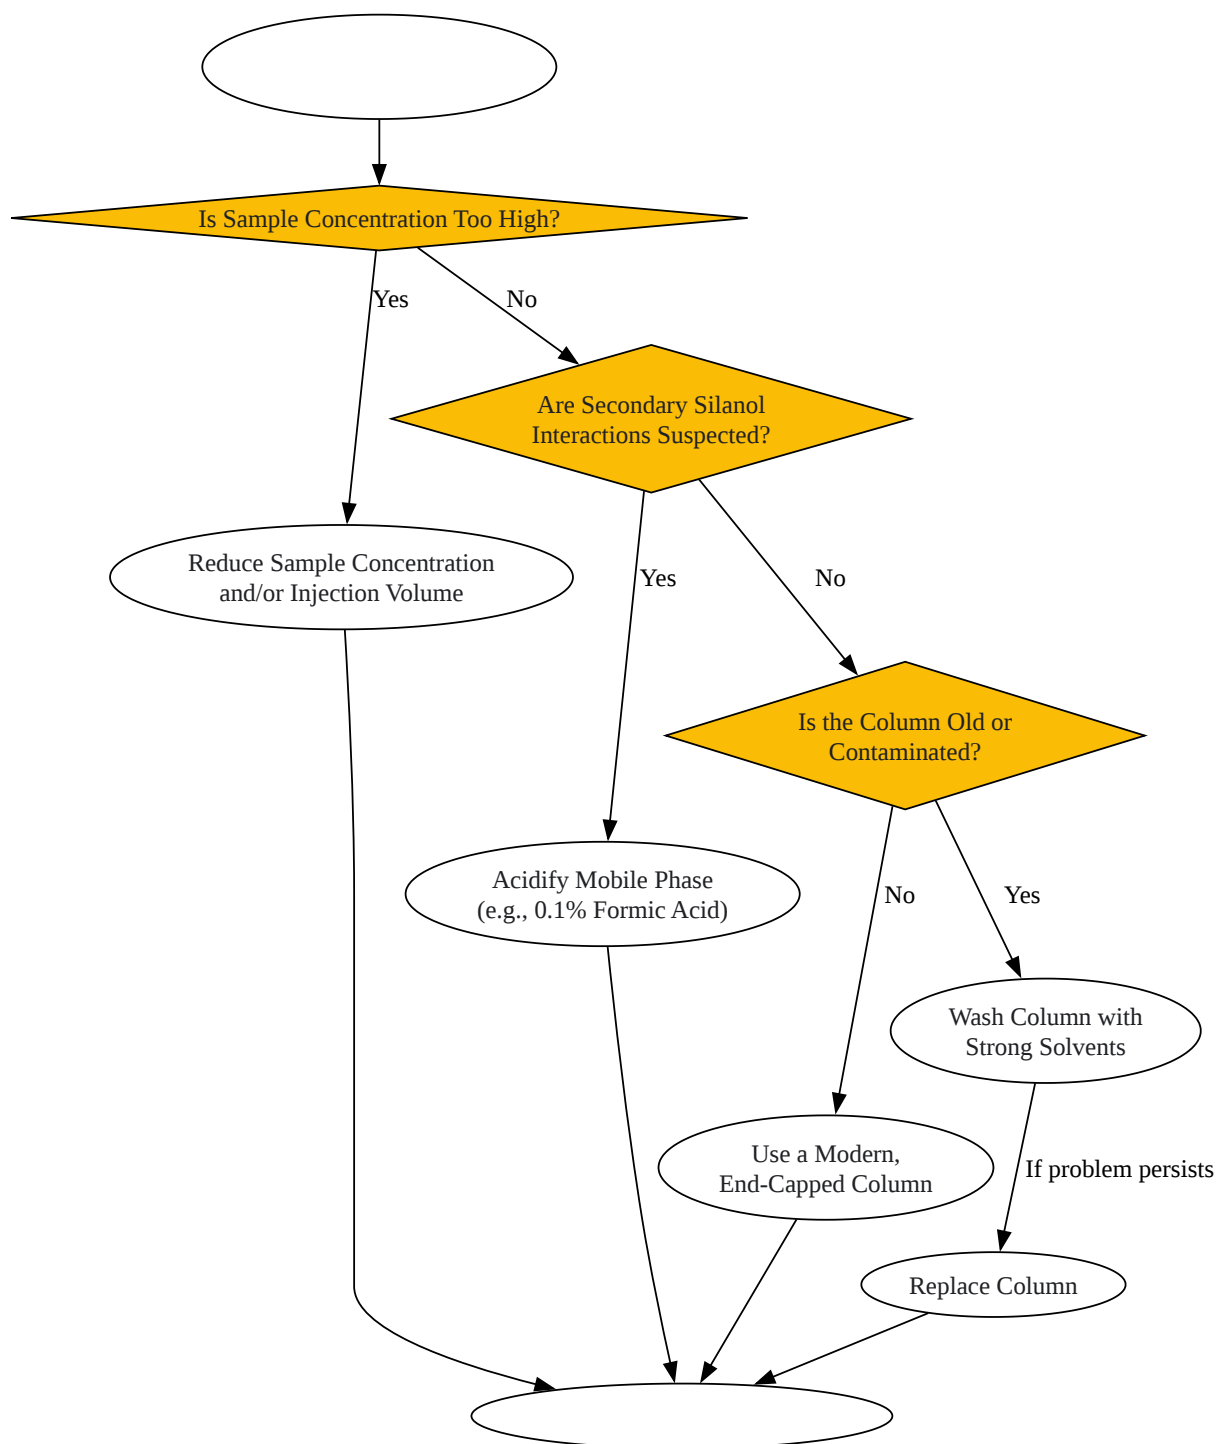 Is Sample Concentration Too High?
Yes
No
Are Secondary Silanol
Interactions Suspected?
Reduce Sample Concentration
and/or Injection Volume
Yes
No
Is the Column Old or
Contaminated?
Acidify Mobile Phase
(e.g., 0.1% Formic Acid)
No
Yes
Wash Column with
Strong Solvents
Use a Modern,
End-Capped Column
If problem persists
Replace Column